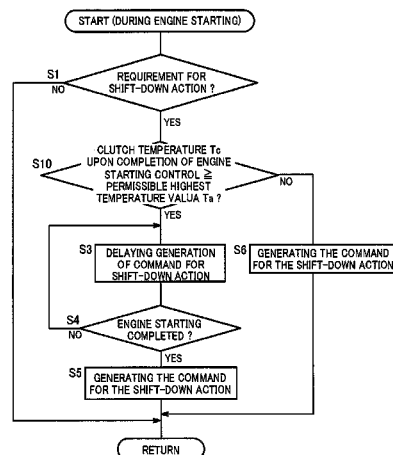 START (DURING ENGINE STARTING)
S1
REQUIREMENT FOR
SHIFT-DOWN ACTION ?
NO
YES
S10
CLUTCH TEMPERATURE Tc
UPON COMPLETION OF ENGINE
STARTING CONTROL ≧
PERMISSIBLE HIGHEST
TEMPERATURE VALUA Ta ?
NO
YES
S3
DELAYING GENERATION
OF COMMAND FOR
SHIFT-DOWN ACTION
S6
GENERATING THE COMMAND
FOR THE SHIFT-DOWN ACTION
S4
ENGINE STARTING
COMPLETED ?
NO
YES
S5
GENERATING THE COMMAND
FOR THE SHIFT-DOWN ACTION
RETURN